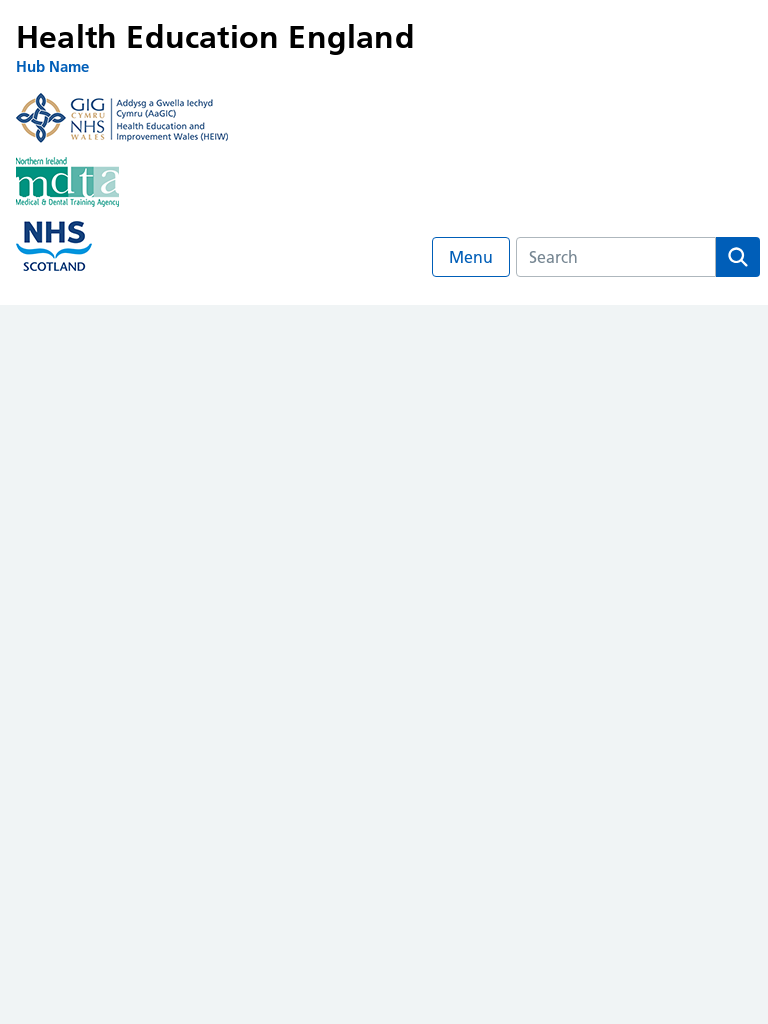 Health Education England
Hub Name
GIG
CYMRU
NHS
WALES
Addysg a Gwella Iechyd
Cymru (AaGIC)
Health Education and
Improvement Wales (HEIW)
Northern Ireland
mdta
Medical & Dental Training Agency
NHS
SCOTLAND
Menu
Search